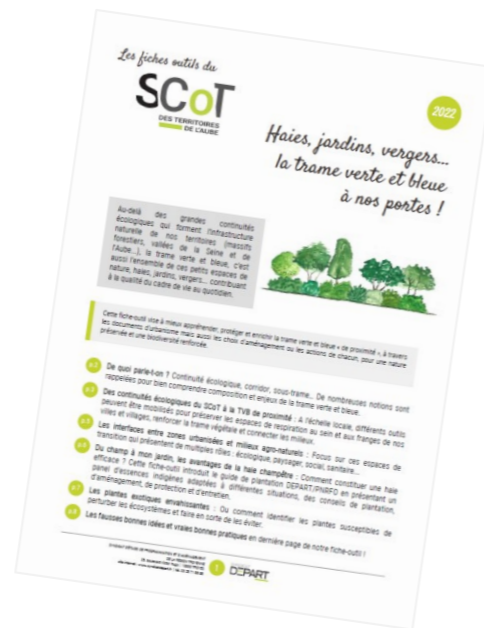 Les fiches outils du
SCoT
DES TERRITOIRES
DE L'AUBE
2022
Haies, jardins, vergers...
la trame verte et bleue
à nos portes !
Au-delà des grandes continuités
écologiques qui forment l'infrastructure
naturelle de nos territoires (massifs
forestiers, vallées de la Seine et de
l'Aube...), la trame verte et bleue, c'est
aussi l'ensemble de ces petits espaces de
nature, haies, jardins, vergers... contribuant
à la qualité du cadre de vie au quotidien.
Cette fiche-outil vise à mieux appréhender, protéger et enrichir la trame verte et bleue « de proximité », à travers
les documents d'urbanisme mais aussi les choix d'aménagement ou les actions de chacun, pour une nature
préservée et une biodiversité renforcée.
p.2 De quoi parle-t-on ? Continuité écologique, corridor, sous-trame... De nombreuses notions sont
rappelées pour bien comprendre composition et enjeux de la trame verte et bleue.
p.3 Des continuités écologiques du SCoT à la TVB de proximité : A l'échelle locale, différents outils
peuvent être mobilisés pour préserver les espaces de respiration au sein et aux franges de nos
villes et villages, renforcer la trame végétale et connecter les milieux.
p.5 Les interfaces entre zones urbanisées et milieux agro-naturels : Focus sur ces espaces de
transition qui présentent de multiples rôles : écologique, paysager, social, sanitaire...
p.6 Du champ à mon jardin, les avantages de la haie champêtre : Comment constituer une haie
efficace ? Cette fiche-outil introduit le guide de plantation DEPART/PNRFO en présentant un
panel d'essences indigènes adaptées à différentes situations, des conseils de plantation,
d'aménagement, de protection et d'entretien.
p.7 Les plantes exotiques envahissantes : Ou comment identifier les plantes susceptibles de
perturber les écosystèmes et faire en sorte de les éviter.
p.8 Les fausses bonnes idées et vraies bonnes pratiques en dernière page de notre fiche-outil !
1
DEPART